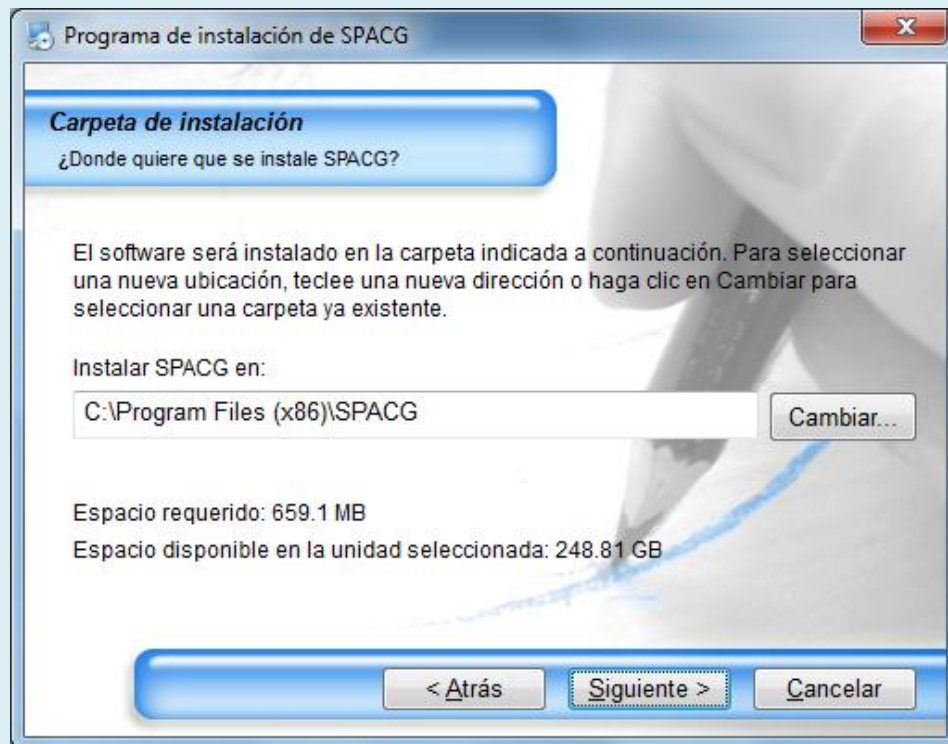 Programa de instalación de SPACG
Carpeta de instalación
¿Donde quiere que se instale SPACG?
El software será instalado en la carpeta indicada a continuación. Para seleccionar
una nueva ubicación, teclee una nueva dirección o haga clic en Cambiar para
seleccionar una carpeta ya existente.
Instalar SPACG en:
C:\Program Files (x86)\SPACG
Cambiar...
Espacio requerido: 659.1 MB
Espacio disponible en la unidad seleccionada: 248.81 GB
< Atrás
Siguiente >
Cancelar